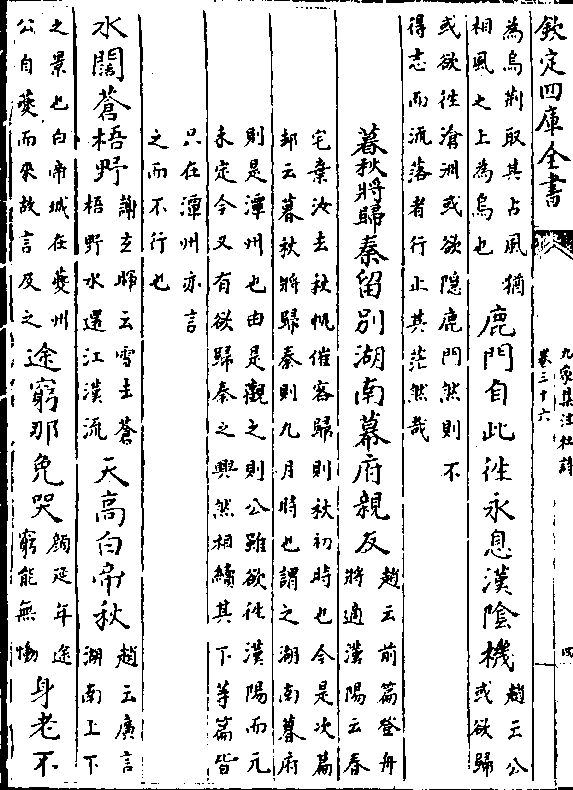 欽定四庫全書
九家集注杜詩
卷三十六
四
為烏荊取其占風猶
相風之上為烏也
鹿門自此往永息漢陰機
趙云公
或欲歸
或欲往滄洲或欲隱鹿門然則不
得志而流落者行止其茫然哉
暮秋將歸秦留別湖南幕府親友
趙云前篇登舟
將適漢陽云春
宅棄汝去秋帆催客歸則秋初時也今是次篇
却云暮秋將歸秦則九月時也謂之湖南幕府
則是潭州也由是觀之則公雖欲往漢陽而元
未定今又有欲歸秦之興然相續其下等篇皆
只在潭州亦言
之而不行也
水闊蒼梧野
謝玄暉云雲去蒼
梧野水還江漢流
天高白帝秋
趙云廣言
湖南上下
之景也白帝城在夔州
公自夔而來故言及之
途窮那免哭
顏延年途
窮能無慟
身老不